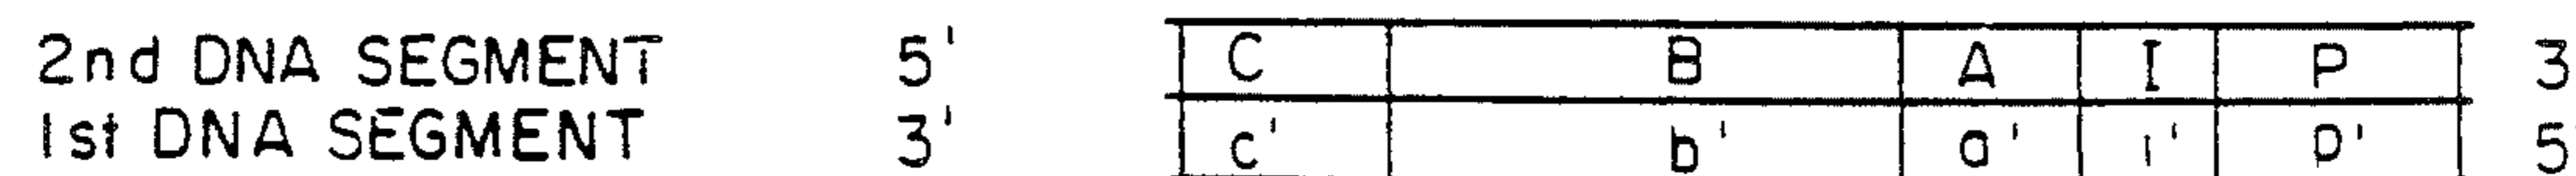 2nd DNA SEGMENT 5' C B A I P 3
1st DNA SEGMENT 3' c' b' a' i' p' 5